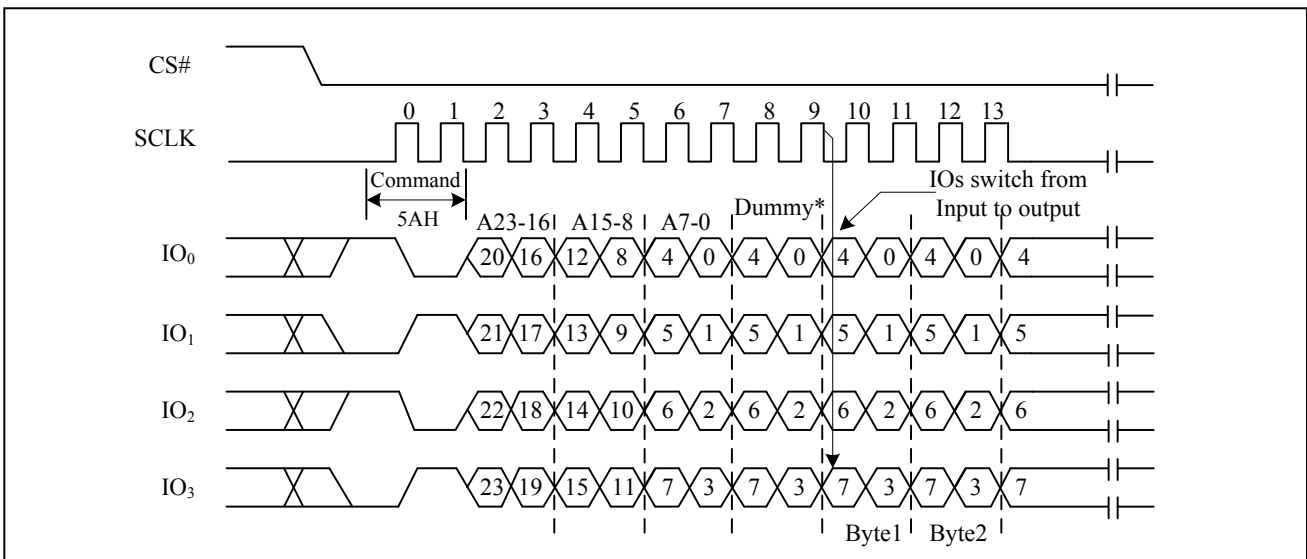 CS#
0 1 2 3 4 5 6 7 8 9 10 11 12 13
SCLK
Command
5AH
IOs switch from
Input to output
Dummy*
A23-16 A15-8 A7-0
IO0 20 16 12 8 4 0 4 0 4 0 4 0 4
IO1 21 17 13 9 5 1 5 1 5 1 5 1 5
IO2 22 18 14 10 6 2 6 2 6 2 6 2 6
IO3 23 19 15 11 7 3 7 3 7 3 7 3 7
Byte1 Byte2